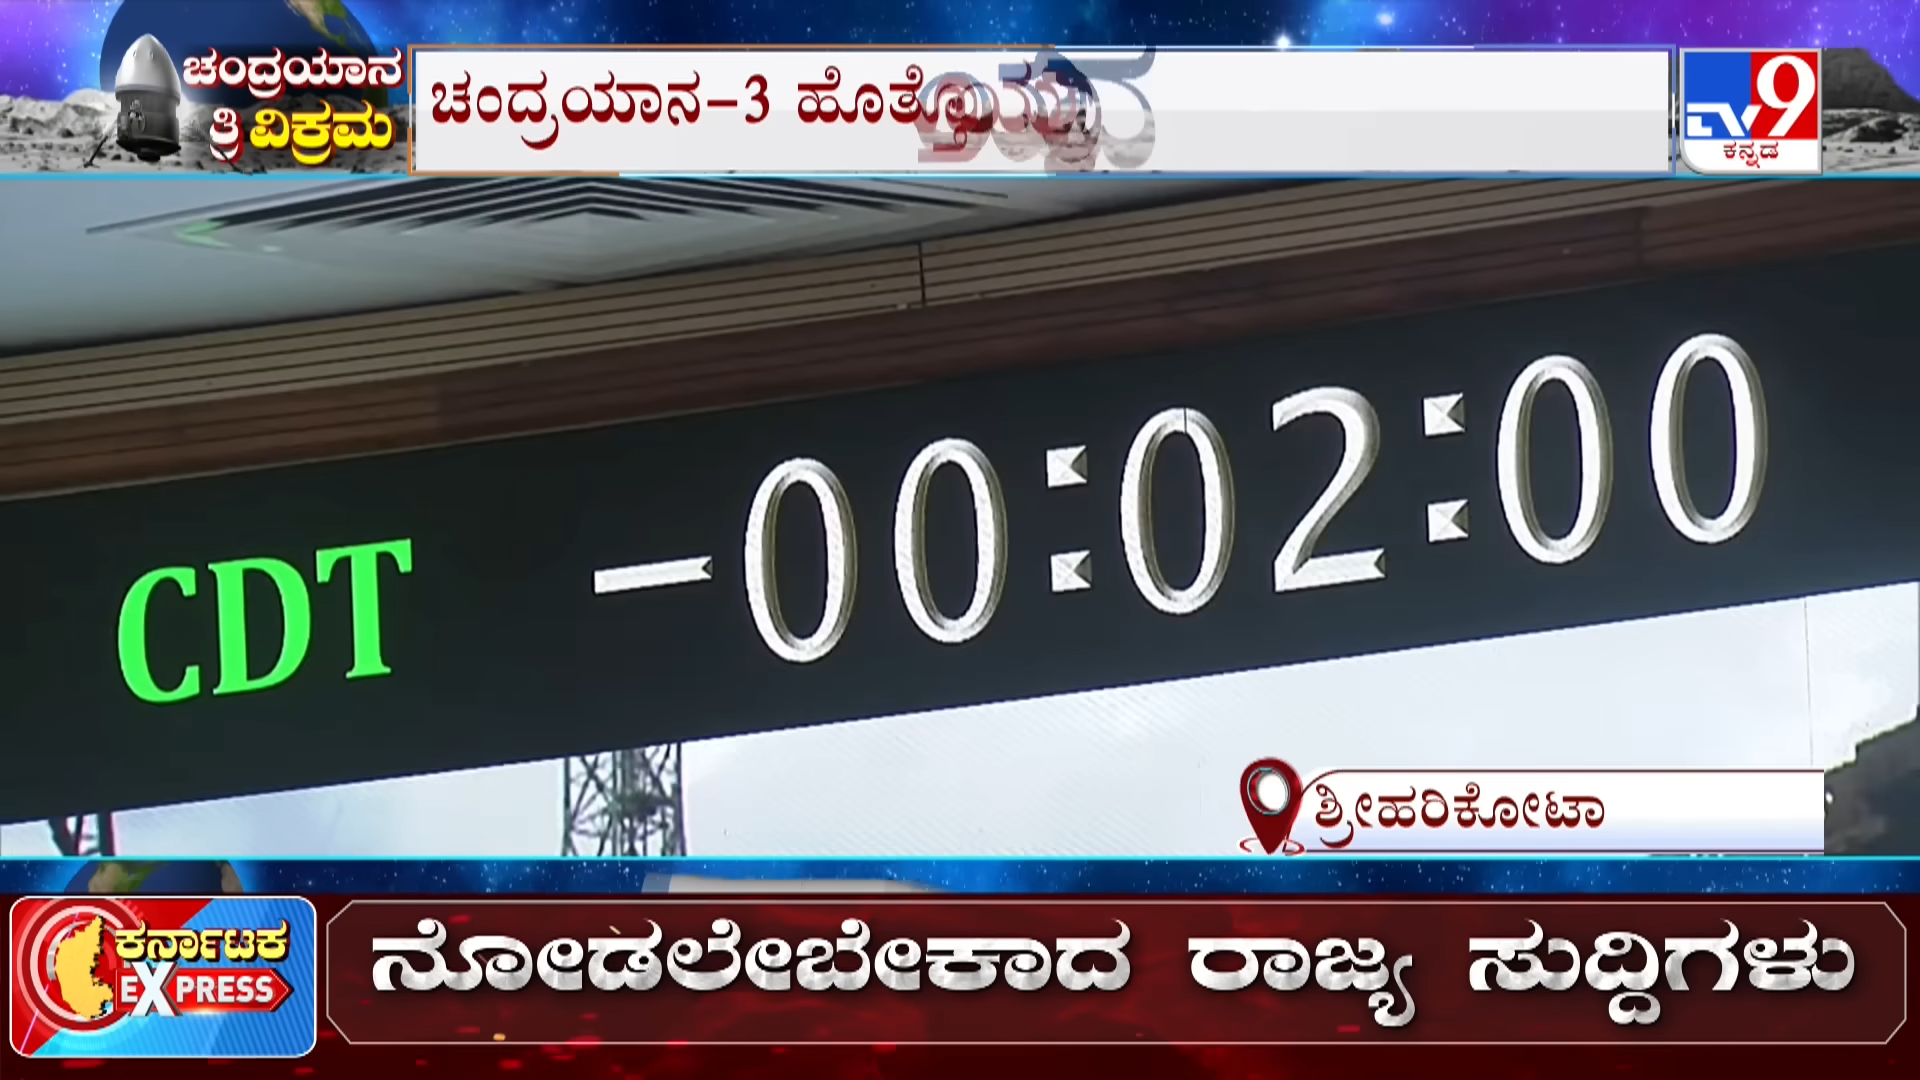 ಚಂದ್ರಯಾನ
ತ್ರಿವಿಕ್ರಮ
ಚಂದ್ರಯಾನ-3
TV9
ಕನ್ನಡ
CDT -00:02:00
ಶ್ರೀಹರಿಕೋಟಾ
ಕರ್ನಾಟಕ
EXPRESS
ನೋಡಲೇಬೇಕಾದ ರಾಜ್ಯ ಸುದ್ದಿಗಳು